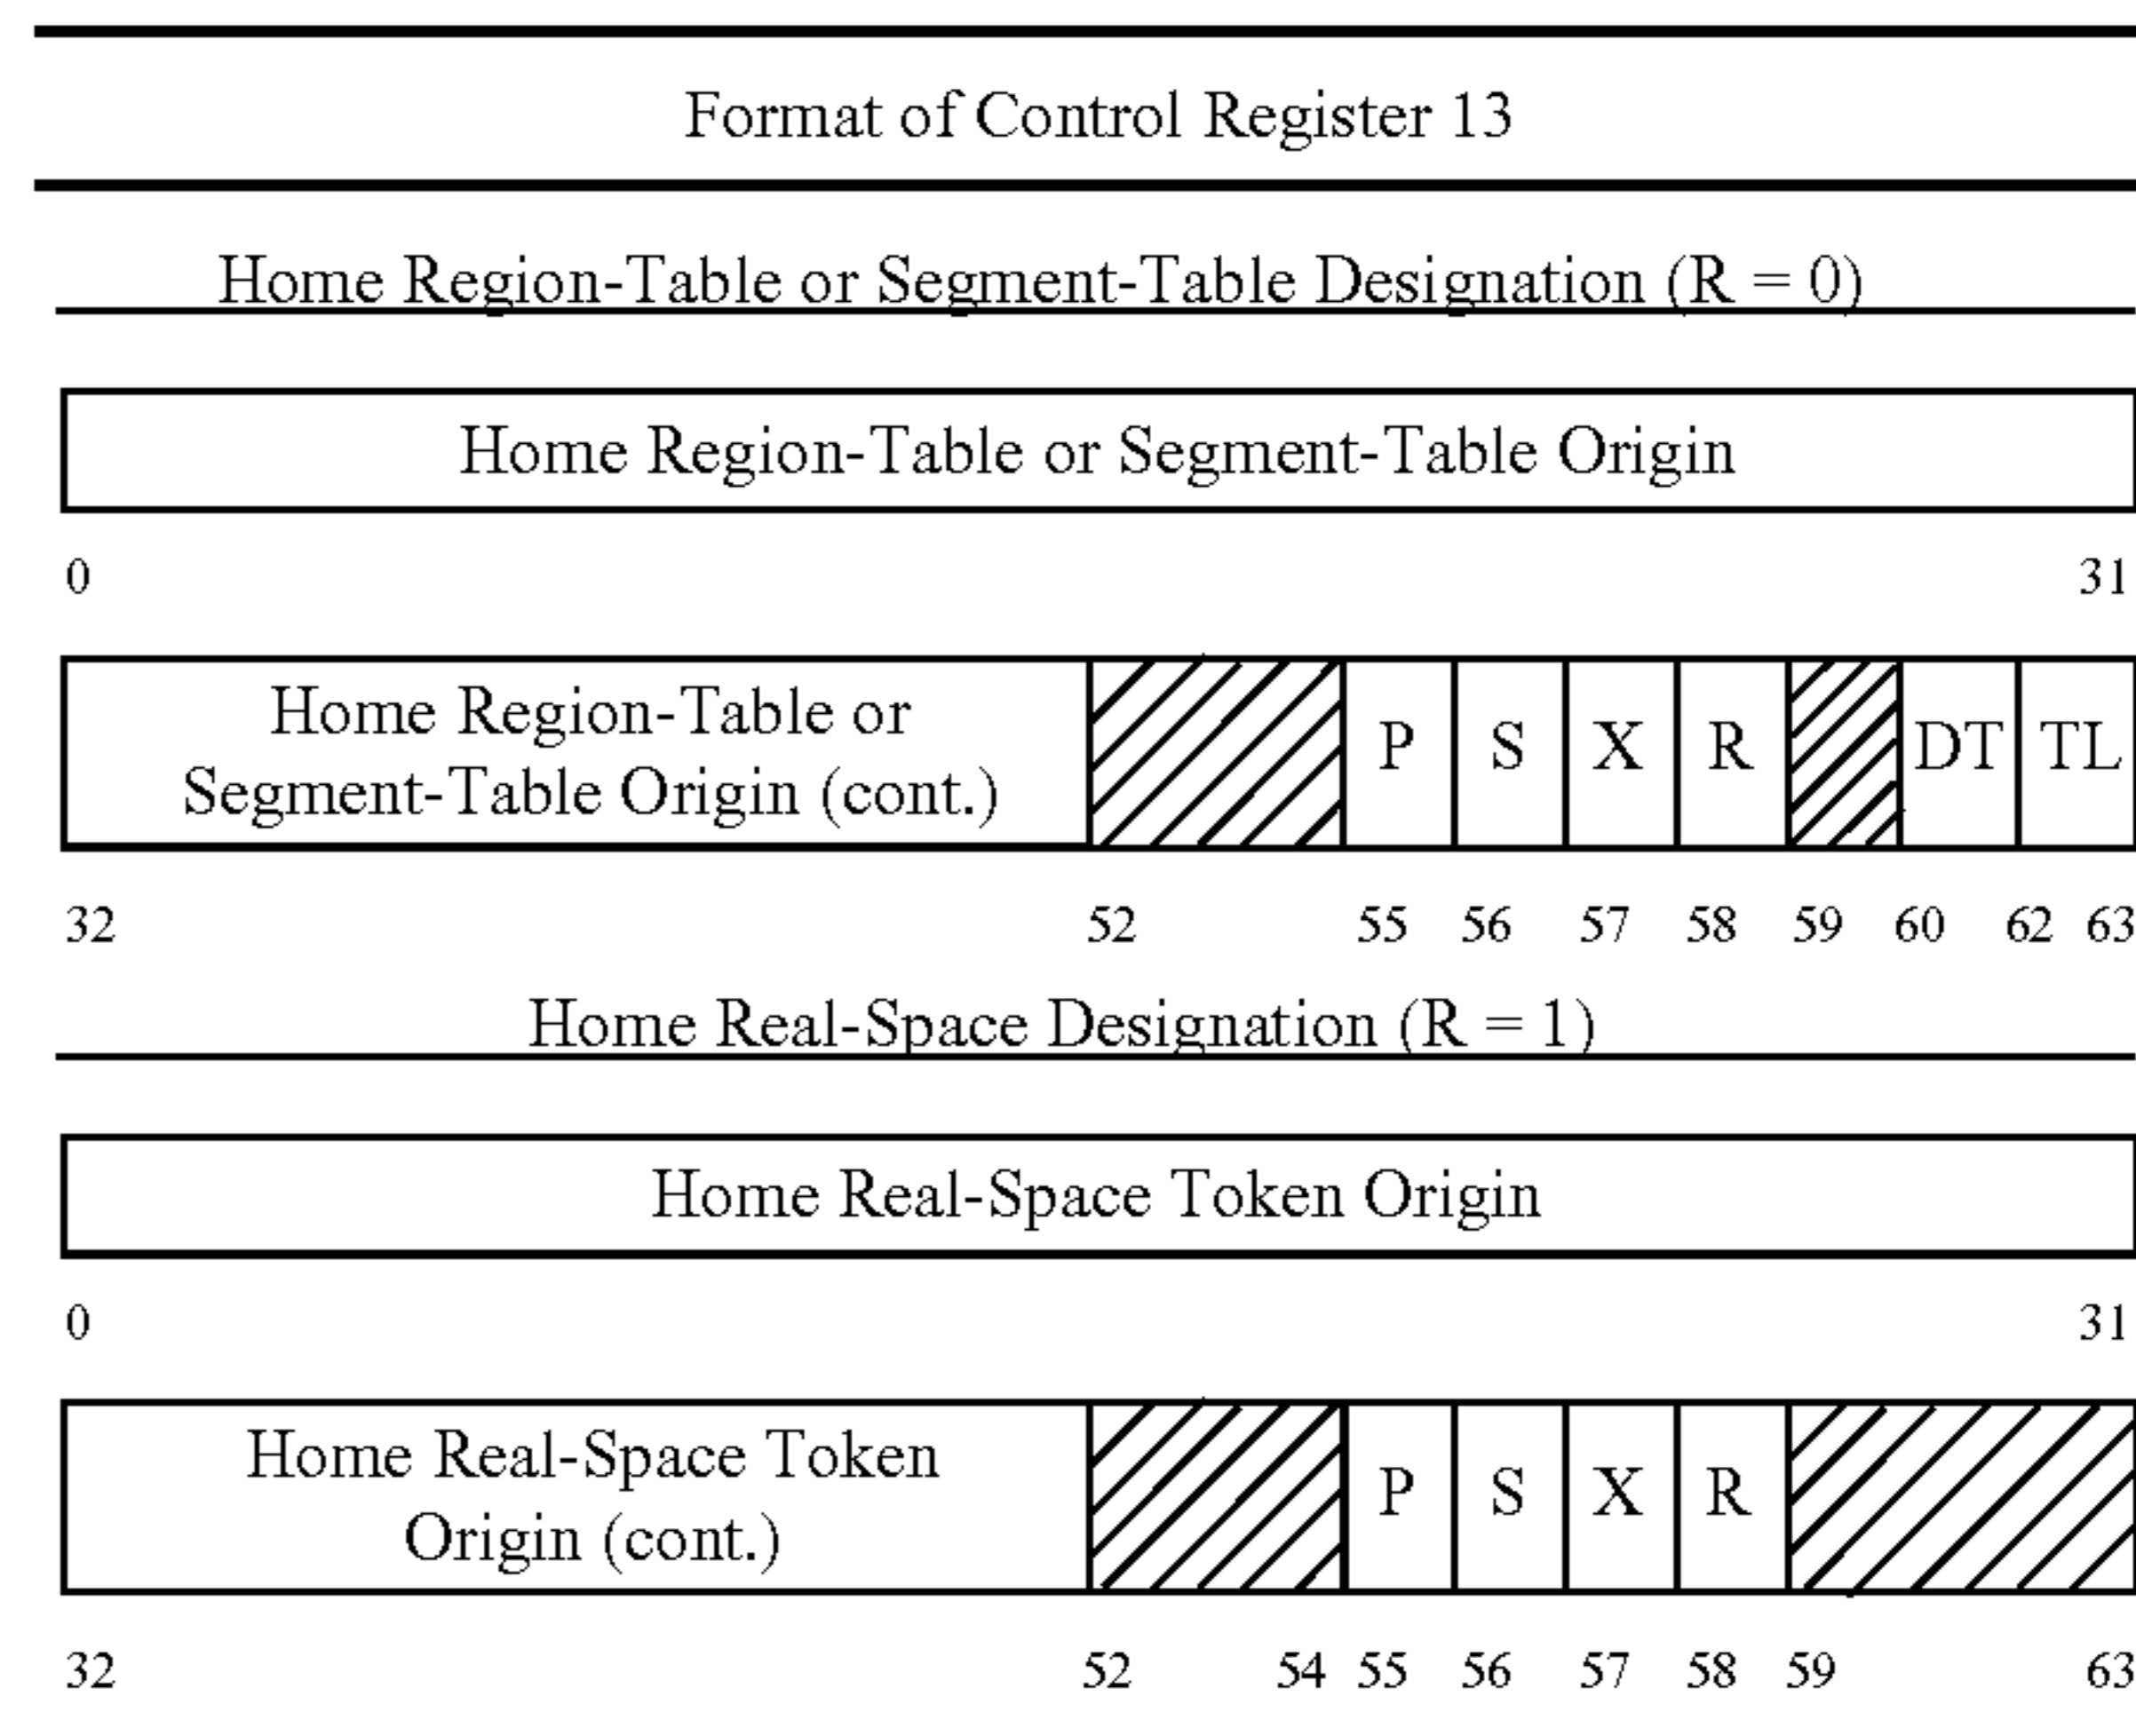 Format of Control Register 13
Home Region-Table or Segment-Table Designation (R = 0)
Home Region-Table or Segment-Table Origin
0 31
Home Region-Table or
Segment-Table Origin (cont.)
P S X R DT TL
32 52 55 56 57 58 59 60 62 63
Home Real-Space Designation (R = 1)
Home Real-Space Token Origin
0 31
Home Real-Space Token
Origin (cont.)
P S X R
32 52 54 55 56 57 58 59 63